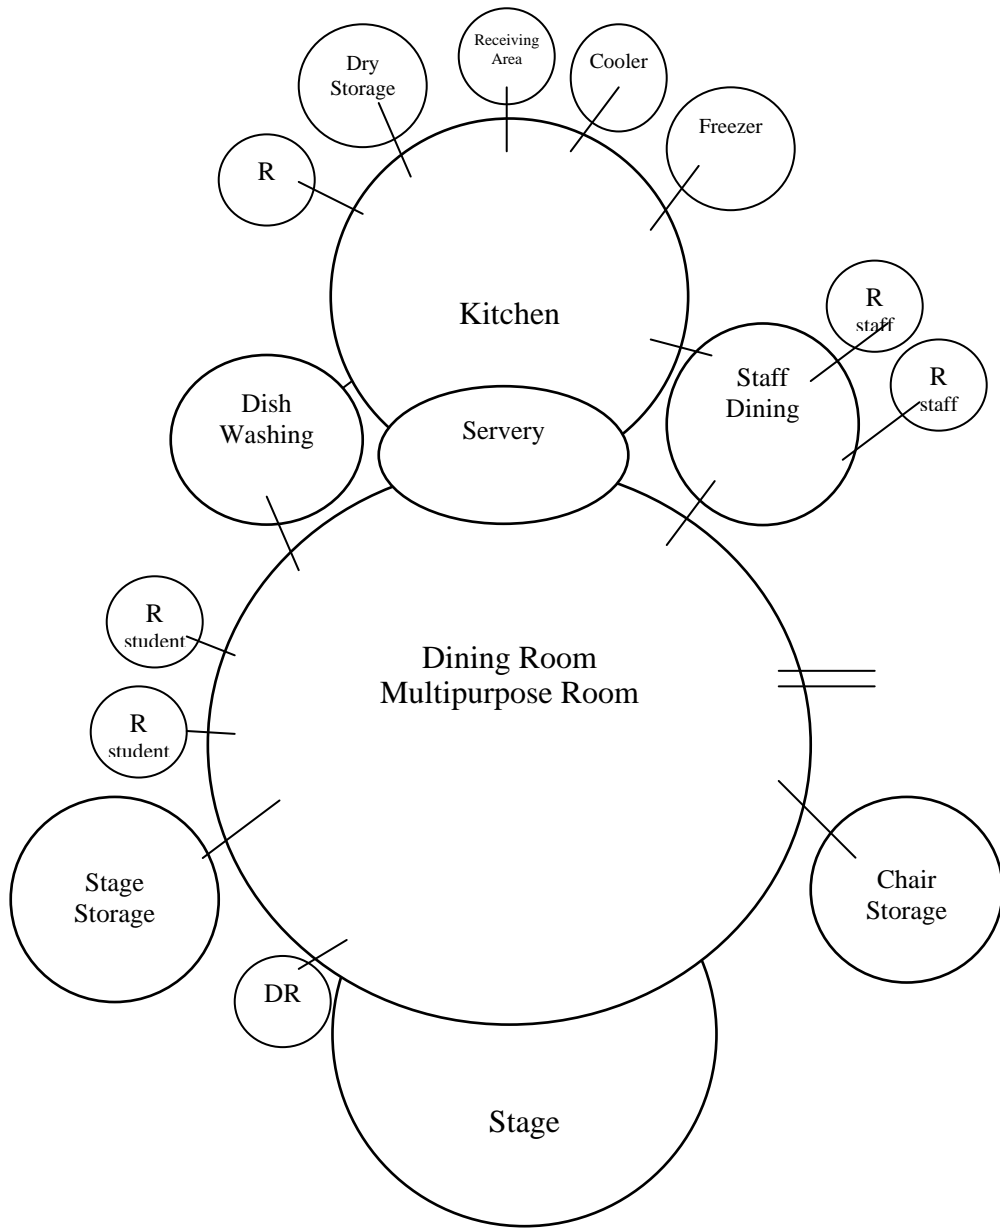 Receiving
Area
Dry
Storage
Cooler
Freezer
R
Kitchen
R
staff
R
staff
Staff
Dining
Dish
Washing
Servery
R
student
R
student
Dining Room
Multipurpose Room
Stage
Storage
Chair
Storage
DR
Stage